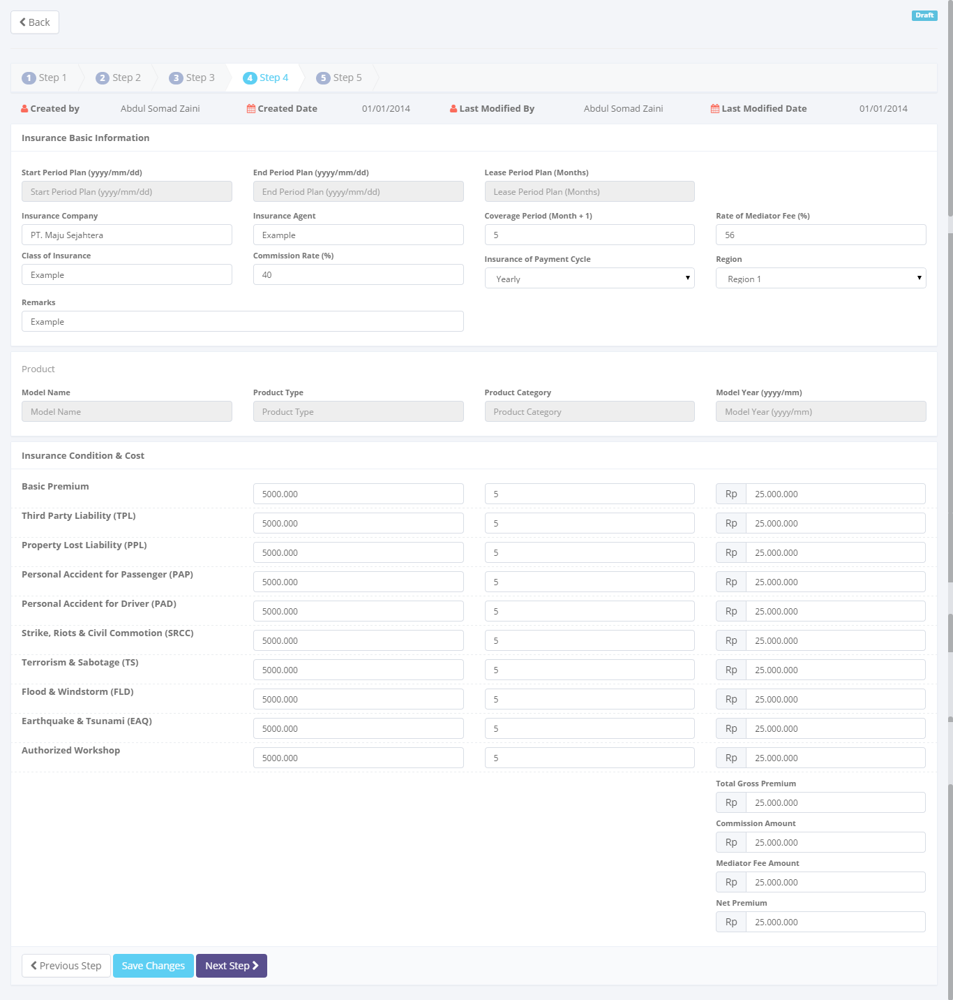 Back
Draft
1 Step 1 2 Step 2 3 Step 3 4 Step 4 5 Step 5
Created by Abdul Somad Zaini Created Date 01/01/2014 Last Modified By Abdul Somad Zaini Last Modified Date 01/01/2014
Insurance Basic Information
Start Period Plan (yyyy/mm/dd) End Period Plan (yyyy/mm/dd) Lease Period Plan (Months)
Start Period Plan (yyyy/mm/dd) End Period Plan (yyyy/mm/dd) Lease Period Plan (Months)
Insurance Company Insurance Agent Coverage Period (Month + 1) Rate of Mediator Fee (%)
PT. Maju Sejahtera Example 5 56
Class of Insurance Commission Rate (%) Insurance of Payment Cycle Region
Example 40 Yearly Region 1
Remarks
Example
Product
Model Name Product Type Product Category Model Year (yyyy/mm)
Model Name Product Type Product Category Model Year (yyyy/mm)
Insurance Condition & Cost
Basic Premium 5000.000 5 Rp 25.000.000
Third Party Liability (TPL) 5000.000 5 Rp 25.000.000
Property Lost Liability (PPL) 5000.000 5 Rp 25.000.000
Personal Accident for Passenger (PAP) 5000.000 5 Rp 25.000.000
Personal Accident for Driver (PAD) 5000.000 5 Rp 25.000.000
Strike, Riots & Civil Commotion (SRCC) 5000.000 5 Rp 25.000.000
Terrorism & Sabotage (TS) 5000.000 5 Rp 25.000.000
Flood & Windstorm (FLD) 5000.000 5 Rp 25.000.000
Earthquake & Tsunami (EAQ) 5000.000 5 Rp 25.000.000
Authorized Workshop 5000.000 5 Rp 25.000.000
Total Gross Premium
Rp 25.000.000
Commission Amount
Rp 25.000.000
Mediator Fee Amount
Rp 25.000.000
Net Premium
Rp 25.000.000
Previous Step Save Changes Next Step